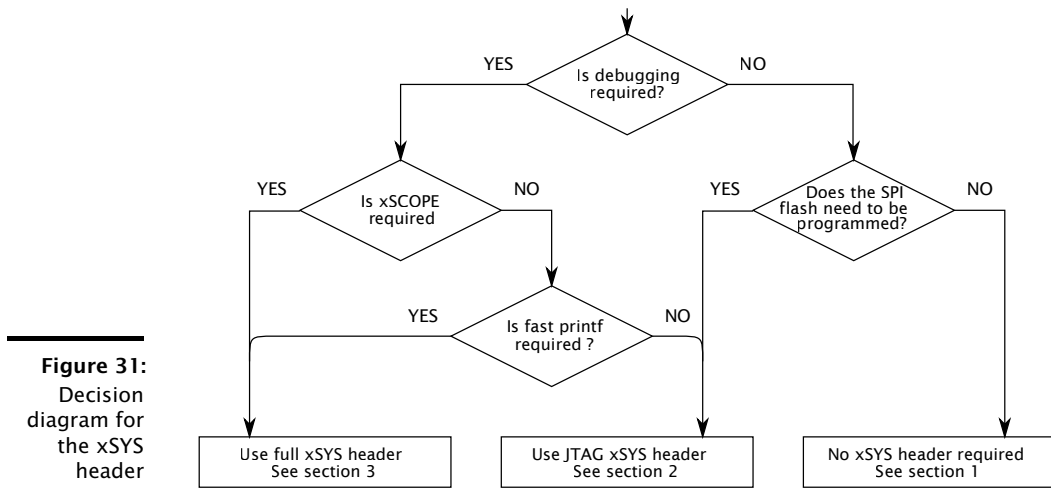 YES
Is debugging
required?
NO
YES
Is xSCOPE
required
NO
YES
Does the SPI
flash need to be
programmed?
NO
YES
Is fast printf
required ?
NO
Figure 31:
Decision
diagram for
the xSYS
header
Use full xSYS header
See section 3
Use JTAG xSYS header
See section 2
No xSYS header required
See section 1